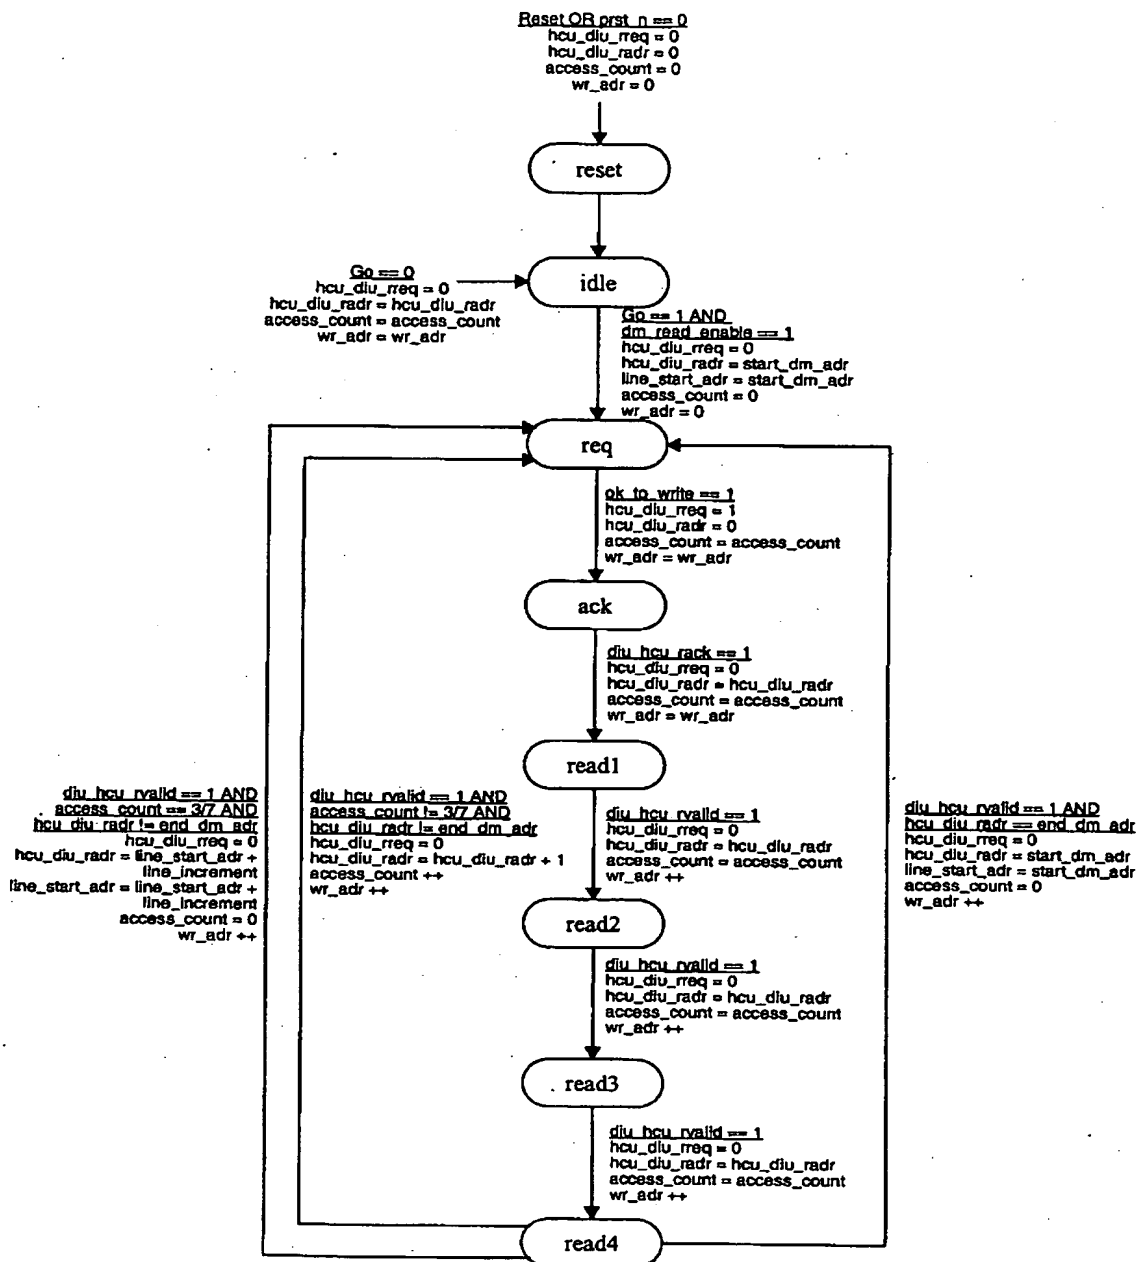 Reset OR prst_n == 0
hcu_diu_rreq = 0
hcu_diu_radr = 0
access_count = 0
wr_adr = 0
reset
idle
Go == 0
hcu_diu_rreq = 0
hcu_diu_radr = hcu_diu_radr
access_count = access_count
wr_adr = wr_adr
Go == 1 AND
dm_read_enable == 1
hcu_diu_rreq = 0
hcu_diu_radr = start_dm_adr
line_start_adr = start_dm_adr
access_count = 0
wr_adr = 0
req
ok_to_write == 1
hcu_diu_rreq = 1
hcu_diu_radr = 0
access_count = access_count
wr_adr = wr_adr
ack
diu_hcu_rack == 1
hcu_diu_rreq = 0
hcu_diu_radr = hcu_diu_radr
access_count = access_count
wr_adr = wr_adr
read1
diu_hcu_rvalid == 1 AND
access_count == 3/7 AND
hcu_diu_radr != end_dm_adr
hcu_diu_rreq = 0
hcu_diu_radr = line_start_adr +
line_increment
line_start_adr = line_start_adr +
line_increment
access_count = 0
wr_adr ++
diu_hcu_rvalid == 1 AND
access_count != 3/7 AND
hcu_diu_radr != end_dm_adr
hcu_diu_rreq = 0
hcu_diu_radr = hcu_diu_radr + 1
access_count ++
wr_adr ++
diu_hcu_rvalid == 1
hcu_diu_rreq = 0
hcu_diu_radr = hcu_diu_radr
access_count = access_count
wr_adr ++
diu_hcu_rvalid == 1 AND
hcu_diu_radr == end_dm_adr
hcu_diu_rreq = 0
hcu_diu_radr = start_dm_adr
line_start_adr = start_dm_adr
access_count = 0
wr_adr ++
read2
diu_hcu_rvalid == 1
hcu_diu_rreq = 0
hcu_diu_radr = hcu_diu_radr
access_count = access_count
wr_adr ++
read3
diu_hcu_rvalid == 1
hcu_diu_rreq = 0
hcu_diu_radr = hcu_diu_radr
access_count = access_count
wr_adr ++
read4